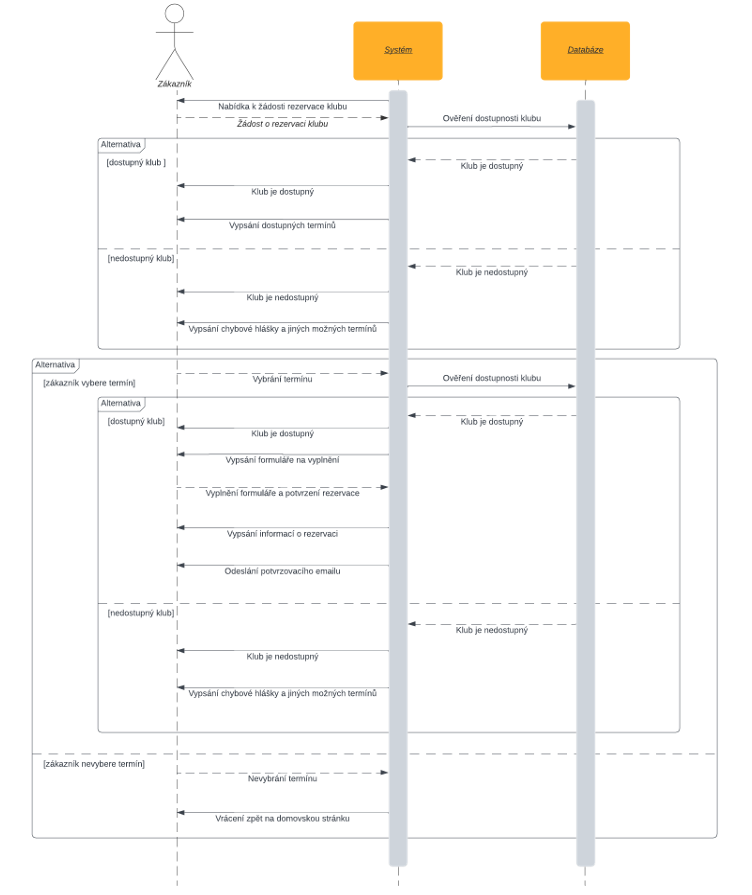 Zákazník
Systém
Databáze
Nabídka k žádosti rezervace klubu
Žádost o rezervaci klubu
Ověření dostupnosti klubu
Alternativa
[dostupný klub ]
Klub je dostupný
Klub je dostupný
Vypsání dostupných termínů
[nedostupný klub]
Klub je nedostupný
Klub je nedostupný
Vypsání chybové hlášky a jiných možných termínů
Alternativa
[zákazník vybere termín]
Vybrání termínu
Ověření dostupnosti klubu
Alternativa
[dostupný klub]
Klub je dostupný
Klub je dostupný
Vypsání formuláře na vyplnění
Vyplnění formuláře a potvrzení rezervace
Vypsání informací o rezervaci
Odeslání potvrzovacího emailu
[nedostupný klub]
Klub je nedostupný
Klub je nedostupný
Vypsání chybové hlášky a jiných možných termínů
[zákazník nevybere termín]
Nevybrání termínu
Vrácení zpět na domovskou stránku